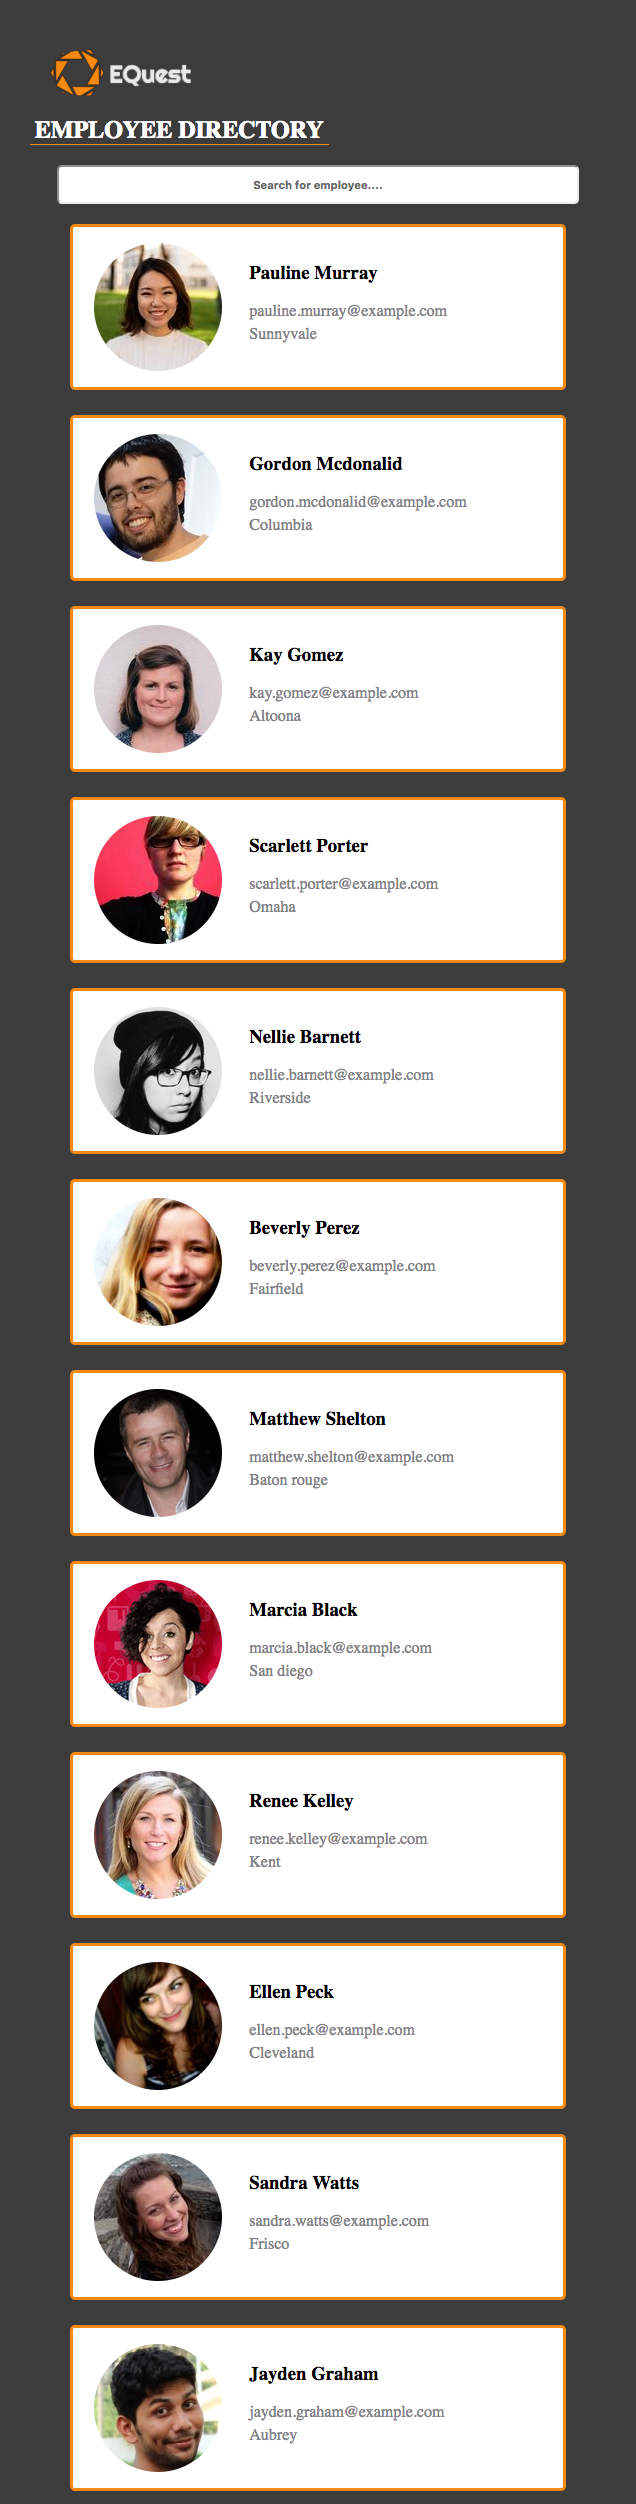 EQuest
EMPLOYEE DIRECTORY
Search for employee....
Pauline Murray
pauline.murray@example.com
Sunnyvale
Gordon Mcdonalid
gordon.mcdonalid@example.com
Columbia
Kay Gomez
kay.gomez@example.com
Altoona
Scarlett Porter
scarlett.porter@example.com
Omaha
Nellie Barnett
nellie.barnett@example.com
Riverside
Beverly Perez
beverly.perez@example.com
Fairfield
Matthew Shelton
matthew.shelton@example.com
Baton rouge
Marcia Black
marcia.black@example.com
San diego
Renee Kelley
renee.kelley@example.com
Kent
Ellen Peck
ellen.peck@example.com
Cleveland
Sandra Watts
sandra.watts@example.com
Frisco
Jayden Graham
jayden.graham@example.com
Aubrey